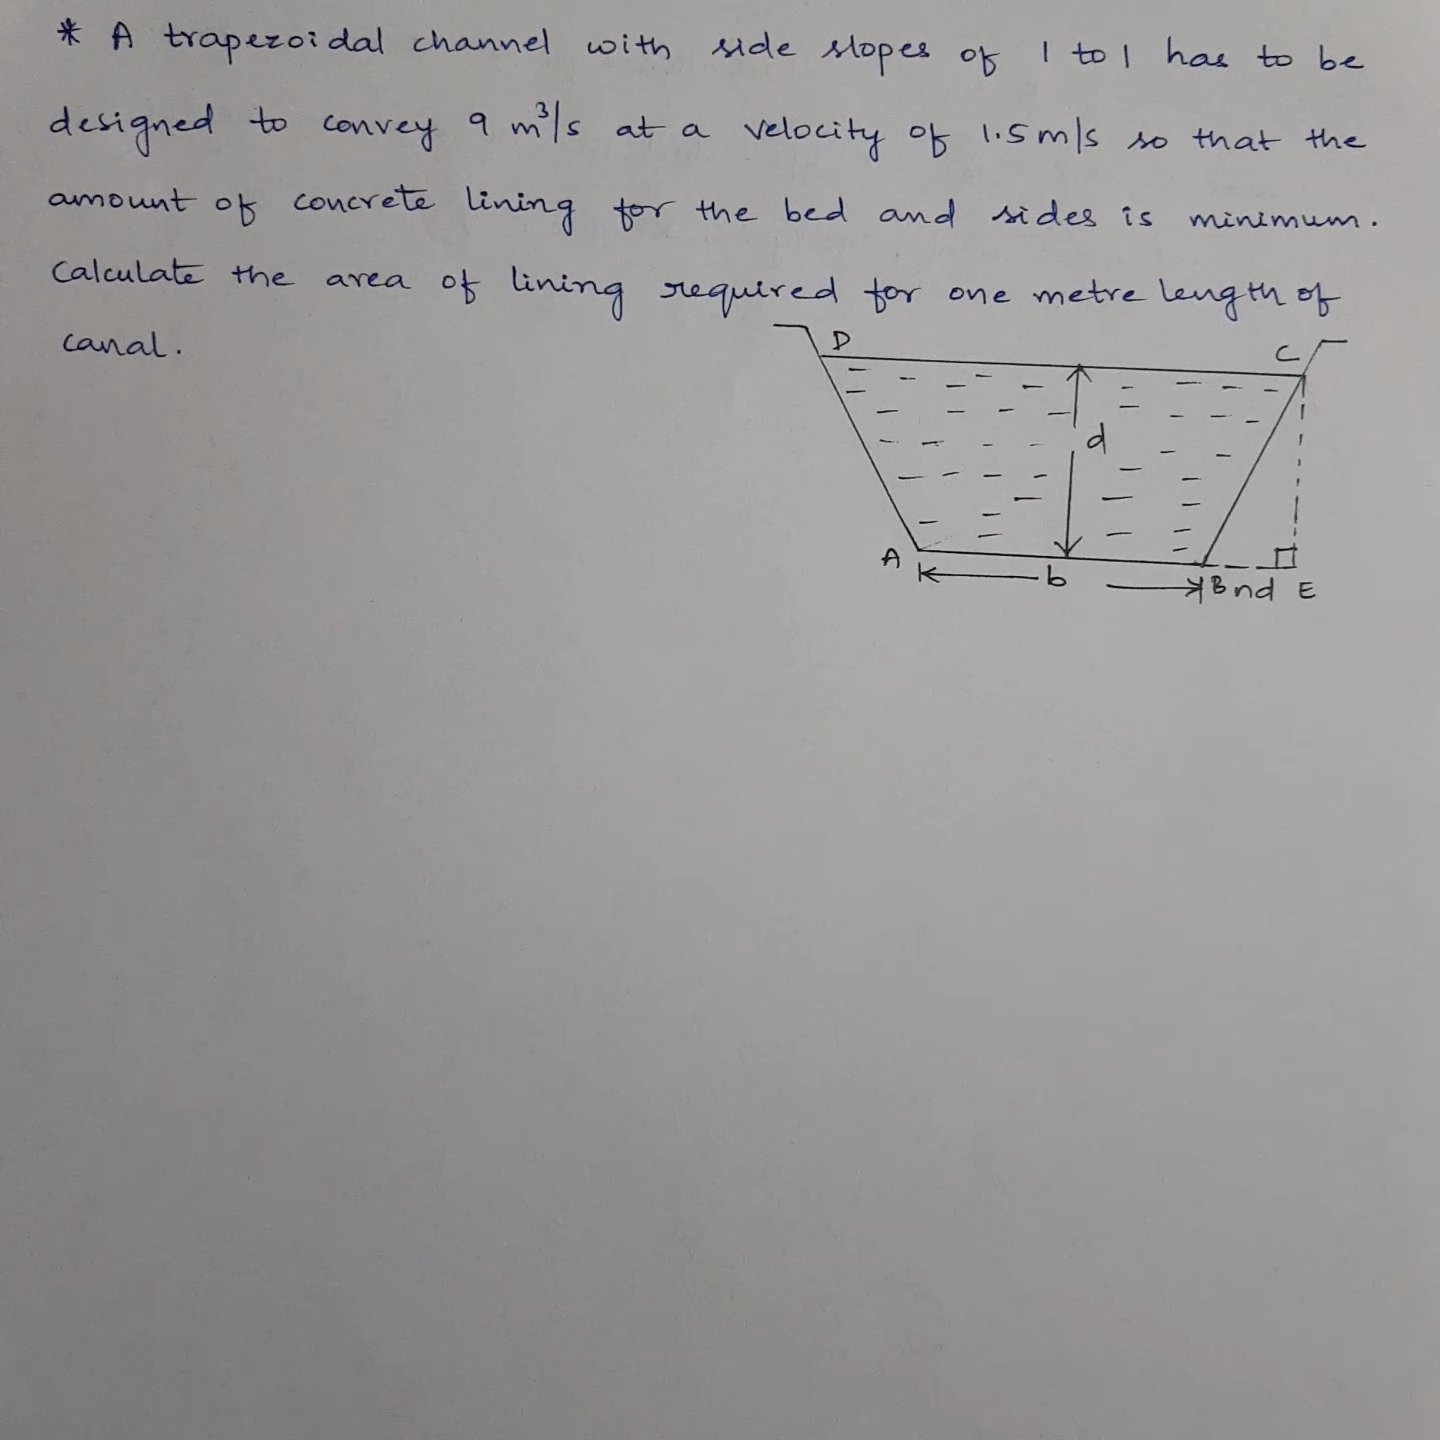 * A trapezoidal channel with side slopes of 1 to 1 has to be
designed to convey 9 m³/s at a velocity of 1.5 m/s so that the
amount of concrete lining for the bed and sides is minimum.
Calculate the area of lining required for one metre length of
canal.
D
C
d
A
b
B nd E